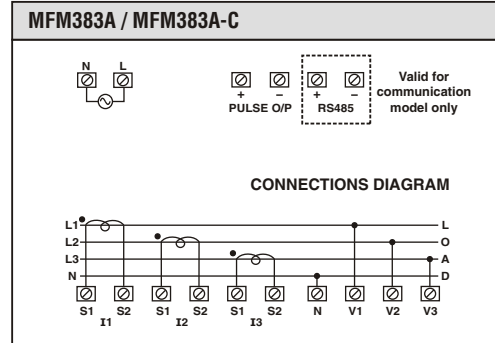 MFM383A / MFM383A-C
N L
+ – + –
PULSE O/P RS485
Valid for
communication
model only
CONNECTIONS DIAGRAM
L1 L
L2 O
L3 A
N D
S1 S2 S1 S2 S1 S2 N V1 V2 V3
I1 I2 I3